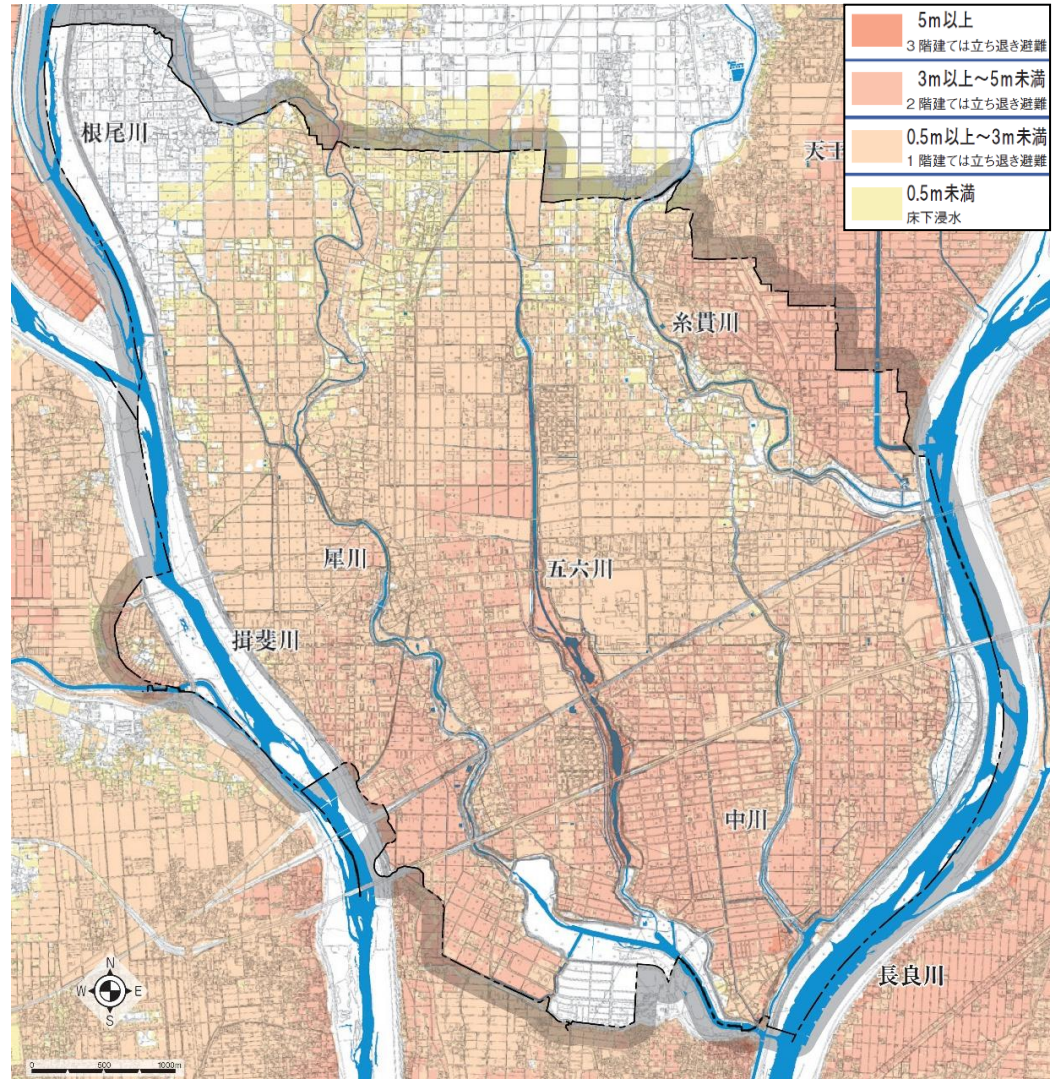 5m以上
3階建ては立ち退き避難
3m以上～5m未満
2階建ては立ち退き避難
0.5m以上～3m未満
1階建ては立ち退き避難
0.5m未満
床下浸水
根尾川
糸貫川
犀川
五六川
揖斐川
中川
長良川
N
W E
S
0 500 1000m